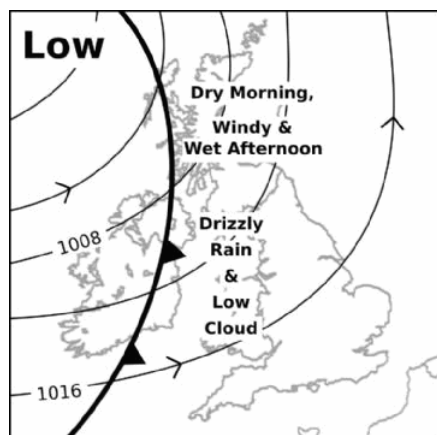 Low
Dry Morning,
Windy &
Wet Afternoon
Drizzly
Rain
&
Low
Cloud
1008
1016